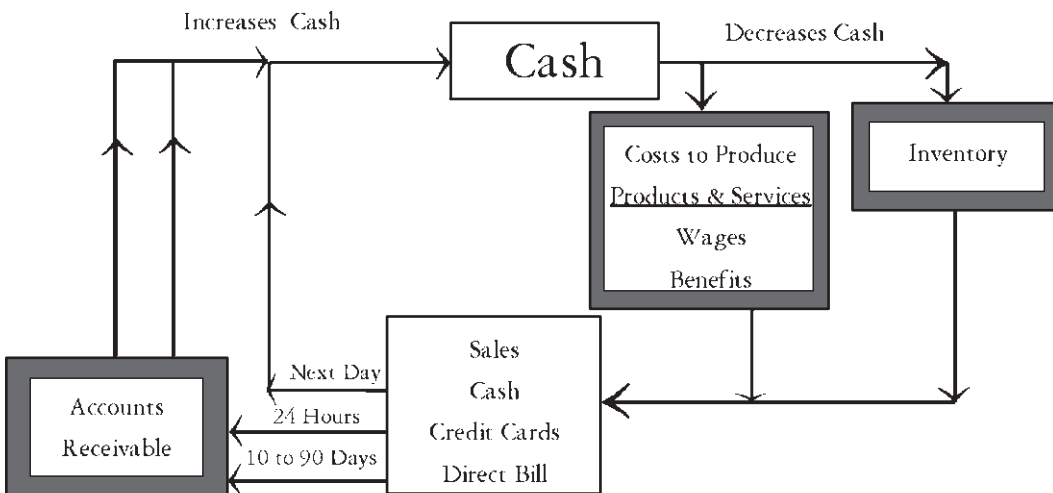 Increases Cash
Cash
Decreases Cash
Costs to Produce
Products & Services
Wages
Benefits
Inventory
Sales
Cash
Credit Cards
Direct Bill
Next Day
24 Hours
10 to 90 Days
Accounts
Receivable